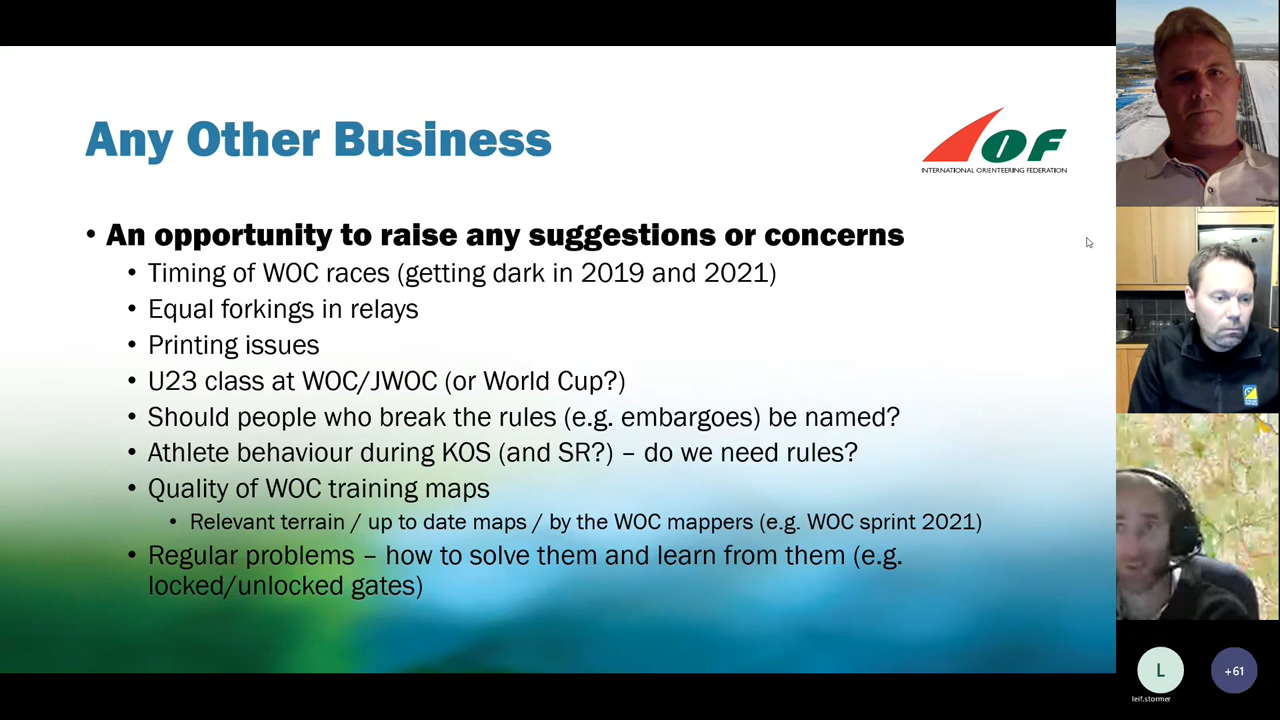 Any Other Business
IOF
INTERNATIONAL ORIENTEERING FEDERATION
• An opportunity to raise any suggestions or concerns
• Timing of WOC races (getting dark in 2019 and 2021)
• Equal forkings in relays
• Printing issues
• U23 class at WOC/JWOC (or World Cup?)
• Should people who break the rules (e.g. embargoes) be named?
• Athlete behaviour during KOS (and SR?) – do we need rules?
• Quality of WOC training maps
• Relevant terrain / up to date maps / by the WOC mappers (e.g. WOC sprint 2021)
• Regular problems – how to solve them and learn from them (e.g.
locked/unlocked gates)
L
+61
leif.stormer